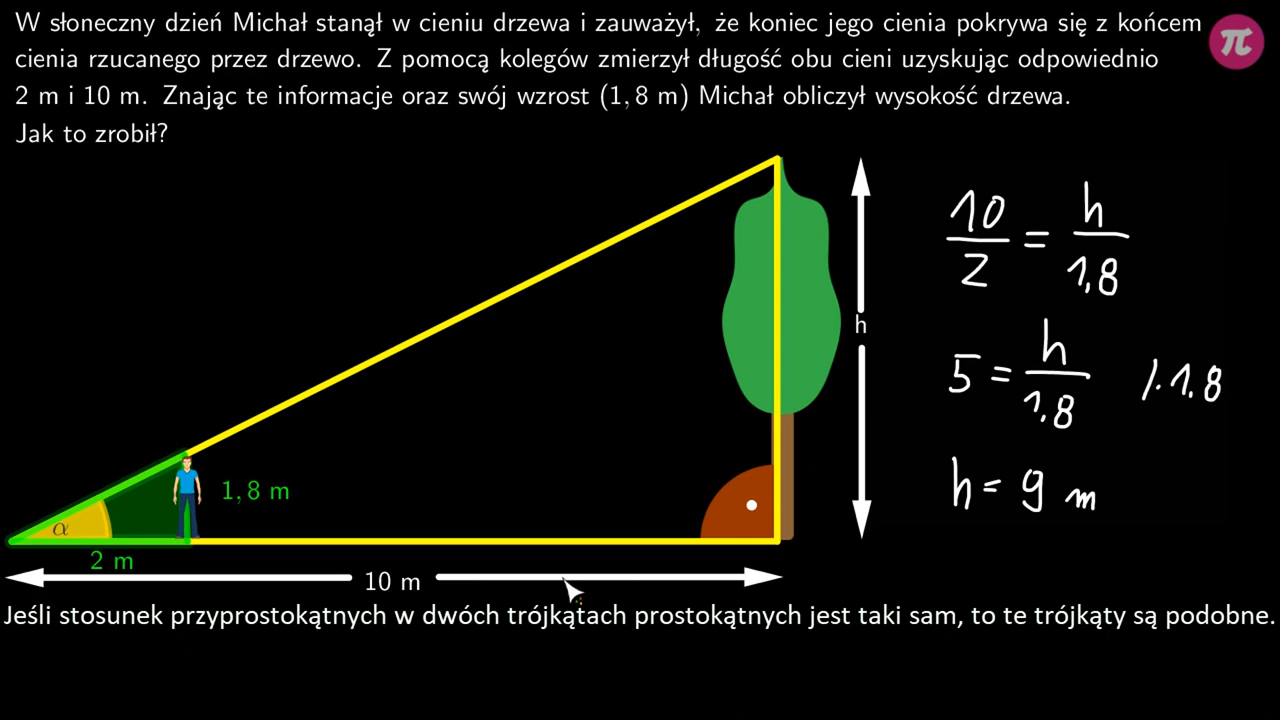 W słoneczny dzień Michał stanął w cieniu drzewa i zauważył, że koniec jego cienia pokrywa się z końcem
cienia rzucanego przez drzewo. Z pomocą kolegów zmierzył długość obu cieni uzyskując odpowiednio
2 m i 10 m. Znając te informacje oraz swój wzrost (1, 8 m) Michał obliczył wysokość drzewa.
Jak to zrobił?
π
10/2 = h/1,8
h
5 = h/1.8 /·1.8
1, 8 m
h = 9 m
α
2 m
10 m
Jeśli stosunek przyprostokątnych w dwóch trójkątach prostokątnych jest taki sam, to te trójkąty są podobne.